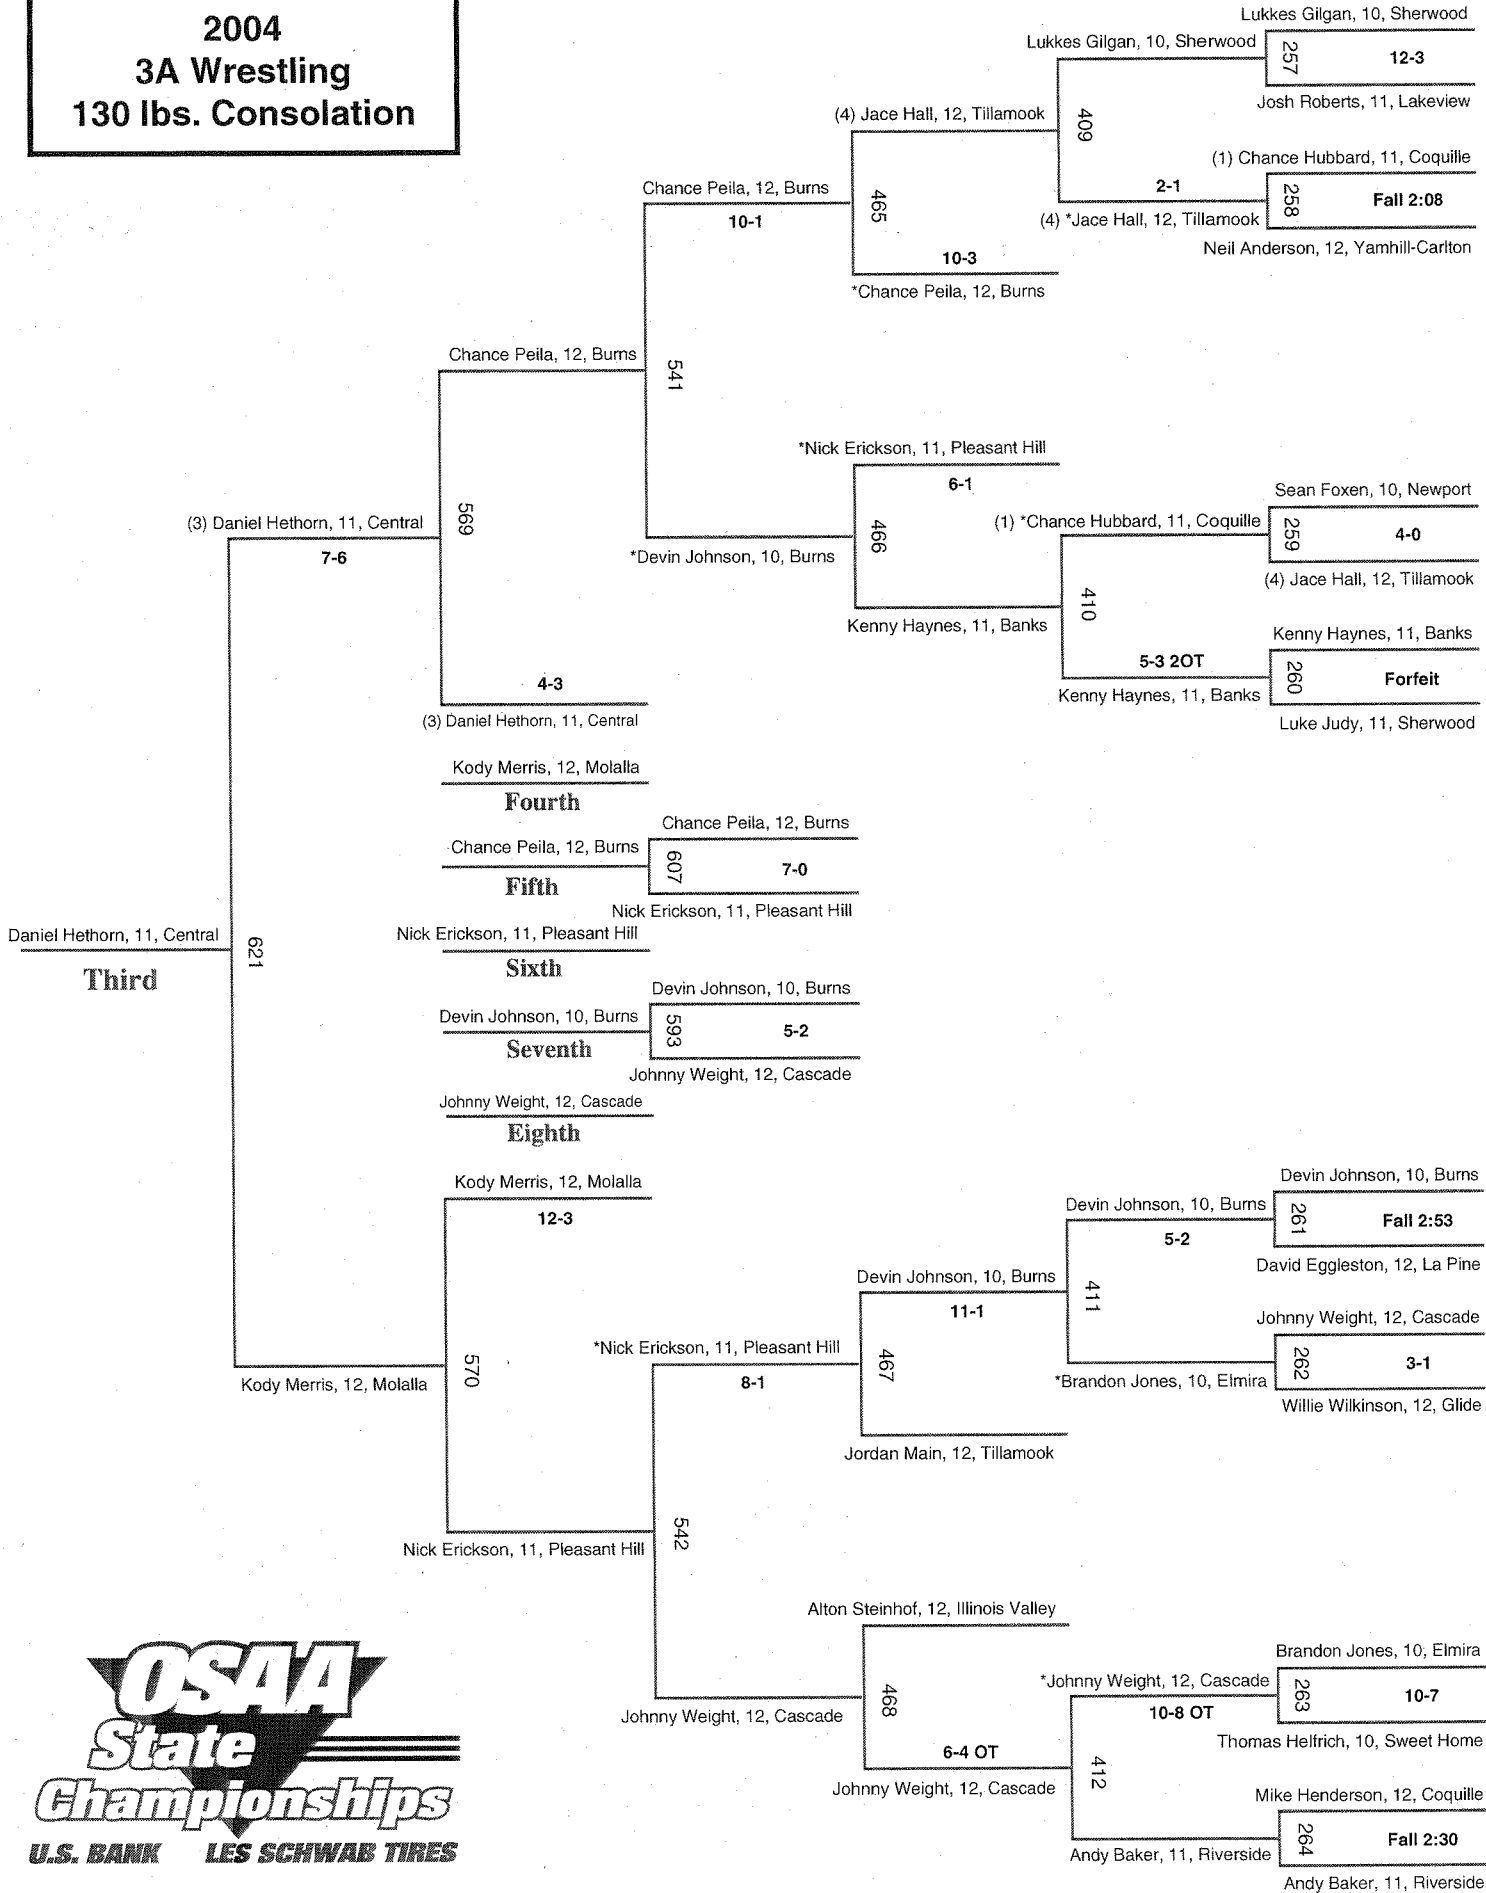 2004
3A Wrestling
130 lbs. Consolation
Lukkes Gilgan, 10, Sherwood
257
12-3
Josh Roberts, 11, Lakeview
Lukkes Gilgan, 10, Sherwood
409
2-1
(1) Chance Hubbard, 11, Coquille
258
Fall 2:08
Neil Anderson, 12, Yamhill-Carlton
(4) *Jace Hall, 12, Tillamook
(4) Jace Hall, 12, Tillamook
465
10-3
*Chance Peila, 12, Burns
Chance Peila, 12, Burns
10-1
541
Chance Peila, 12, Burns
*Nick Erickson, 11, Pleasant Hill
6-1
466
*Devin Johnson, 10, Burns
Sean Foxen, 10, Newport
259
4-0
(4) Jace Hall, 12, Tillamook
(1) *Chance Hubbard, 11, Coquille
410
Kenny Haynes, 11, Banks
5-3 2OT
Kenny Haynes, 11, Banks
260
Forfeit
Luke Judy, 11, Sherwood
Kenny Haynes, 11, Banks
569
(3) Daniel Hethorn, 11, Central
7-6
4-3
(3) Daniel Hethorn, 11, Central
Kody Merris, 12, Molalla
Fourth
Chance Peila, 12, Burns
Chance Peila, 12, Burns
607
7-0
Fifth
Nick Erickson, 11, Pleasant Hill
Daniel Hethorn, 11, Central
Third
621
Nick Erickson, 11, Pleasant Hill
Sixth
Devin Johnson, 10, Burns
Devin Johnson, 10, Burns
593
5-2
Seventh
Johnny Weight, 12, Cascade
Johnny Weight, 12, Cascade
Eighth
Kody Merris, 12, Molalla
12-3
570
Kody Merris, 12, Molalla
Devin Johnson, 10, Burns
261
Fall 2:53
David Eggleston, 12, La Pine
Devin Johnson, 10, Burns
5-2
411
Johnny Weight, 12, Cascade
262
3-1
Willie Wilkinson, 12, Glide
*Brandon Jones, 10, Elmira
Devin Johnson, 10, Burns
11-1
467
Jordan Main, 12, Tillamook
*Nick Erickson, 11, Pleasant Hill
8-1
542
Nick Erickson, 11, Pleasant Hill
Alton Steinhof, 12, Illinois Valley
468
6-4 OT
Johnny Weight, 12, Cascade
Johnny Weight, 12, Cascade
Brandon Jones, 10, Elmira
263
10-7
Thomas Helfrich, 10, Sweet Home
*Johnny Weight, 12, Cascade
10-8 OT
412
Mike Henderson, 12, Coquille
264
Fall 2:30
Andy Baker, 11, Riverside
Andy Baker, 11, Riverside
OSAA
State
Championships
U.S. BANK LES SCHWAB TIRES